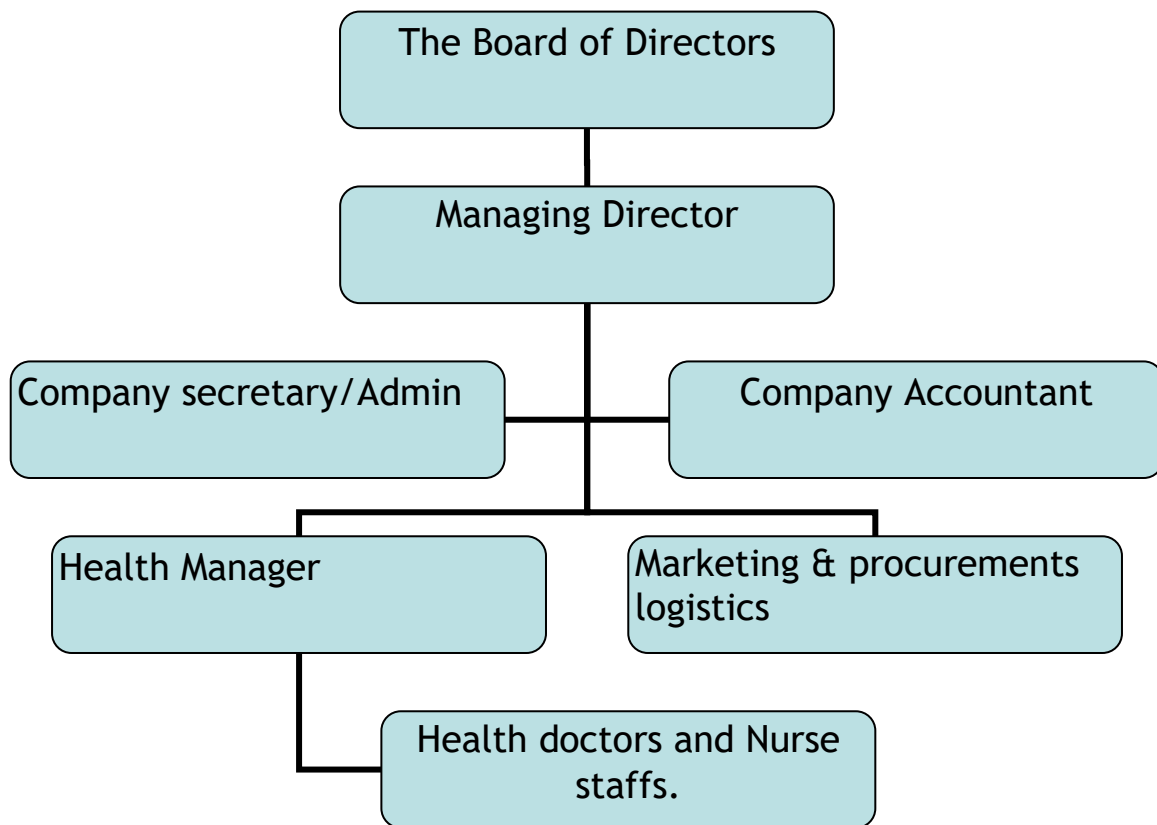 The Board of Directors
Managing Director
Company secretary/Admin
Company Accountant
Health Manager
Marketing & procurements
logistics
Health doctors and Nurse
staffs.